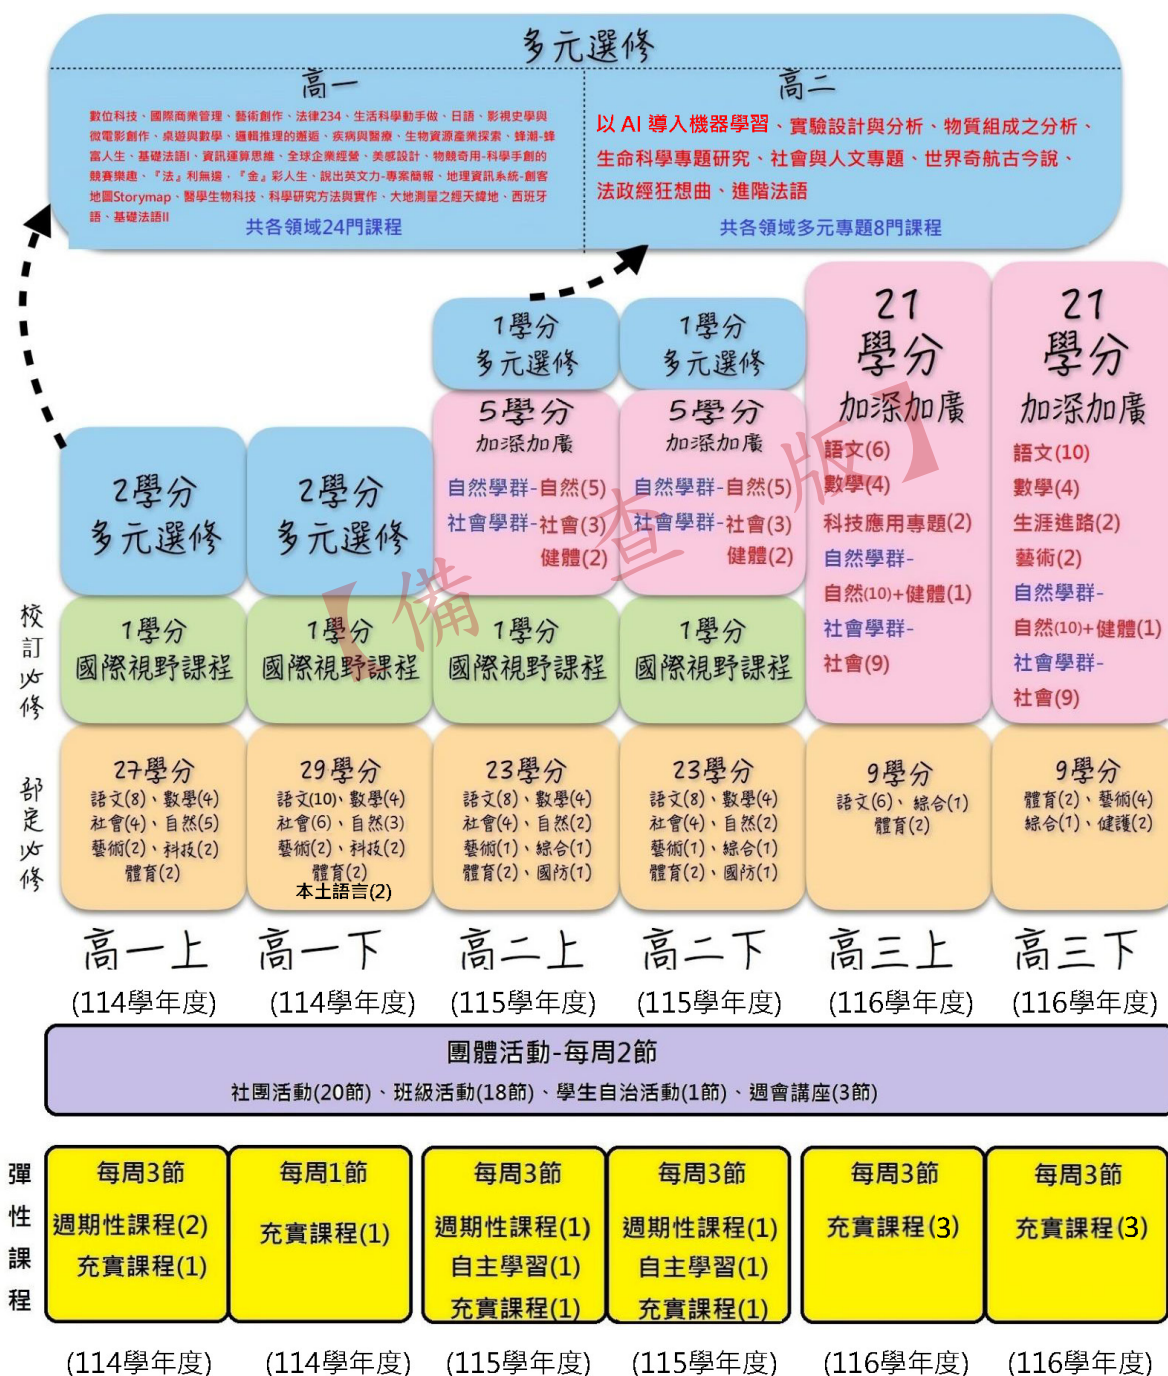 多元選修
高一
數位科技、國際商業管理、藝術創作、法律234、生活科學動手做、日語、影視史學與
微電影創作、桌遊與數學、邏輯推理的邂逅、疾病與醫療、生物資源產業探索、蜂潮-蜂
富人生、基礎法語I、資訊運算思維、全球企業經營、美感設計、物競奇用-科學手創的
競賽樂趣、『法』利無邊，『金』彩人生、說出英文力-專案簡報、地理資訊系統-創客
地圖Storymap、醫學生物科技、科學研究方法與實作、大地測量之經天緯地、西班牙
語、基礎法語II
共各領域24門課程
高二
以 AI 導入機器學習、實驗設計與分析、物質組成之分析、
生命科學專題研究、社會與人文專題、世界奇航古今說、
法政經狂想曲、進階法語
共各領域多元專題8門課程
2學分
多元選修
2學分
多元選修
1學分
多元選修
5學分
加深加廣
自然學群-自然(5)
社會學群-社會(3)
健體(2)
1學分
多元選修
5學分
加深加廣
自然學群-自然(5)
社會學群-社會(3)
健體(2)
21
學分
加深加廣
語文(6)
數學(4)
科技應用專題(2)
自然學群-
自然(10)+健體(1)
社會學群-
社會(9)
21
學分
加深加廣
語文(10)
數學(4)
生涯進路(2)
藝術(2)
自然學群-
自然(10)+健體(1)
社會學群-
社會(9)
【備查版】
校訂必修
1學分
國際視野課程
1學分
國際視野課程
1學分
國際視野課程
1學分
國際視野課程
部定必修
27學分
語文(8)、數學(4)
社會(4)、自然(5)
藝術(2)、科技(2)
體育(2)
29學分
語文(10)、數學(4)
社會(6)、自然(3)
藝術(2)、科技(2)
體育(2)
本土語言(2)
23學分
語文(8)、數學(4)
社會(4)、自然(2)
藝術(1)、綜合(1)
體育(2)、國防(1)
23學分
語文(8)、數學(4)
社會(4)、自然(2)
藝術(1)、綜合(1)
體育(2)、國防(1)
9學分
語文(6)、綜合(1)
體育(2)
9學分
體育(2)、藝術(4)
綜合(1)、健護(2)
高一上 高一下 高二上 高二下 高三上 高三下
(114學年度) (114學年度) (115學年度) (115學年度) (116學年度) (116學年度)
團體活動-每周2節
社團活動(20節)、班級活動(18節)、學生自治活動(1節)、週會講座(3節)
彈性課程
每周3節
週期性課程(2)
充實課程(1)
每周1節
充實課程(1)
每周3節
週期性課程(1)
自主學習(1)
充實課程(1)
每周3節
週期性課程(1)
自主學習(1)
充實課程(1)
每周3節
充實課程(3)
每周3節
充實課程(3)
(114學年度) (114學年度) (115學年度) (115學年度) (116學年度) (116學年度)